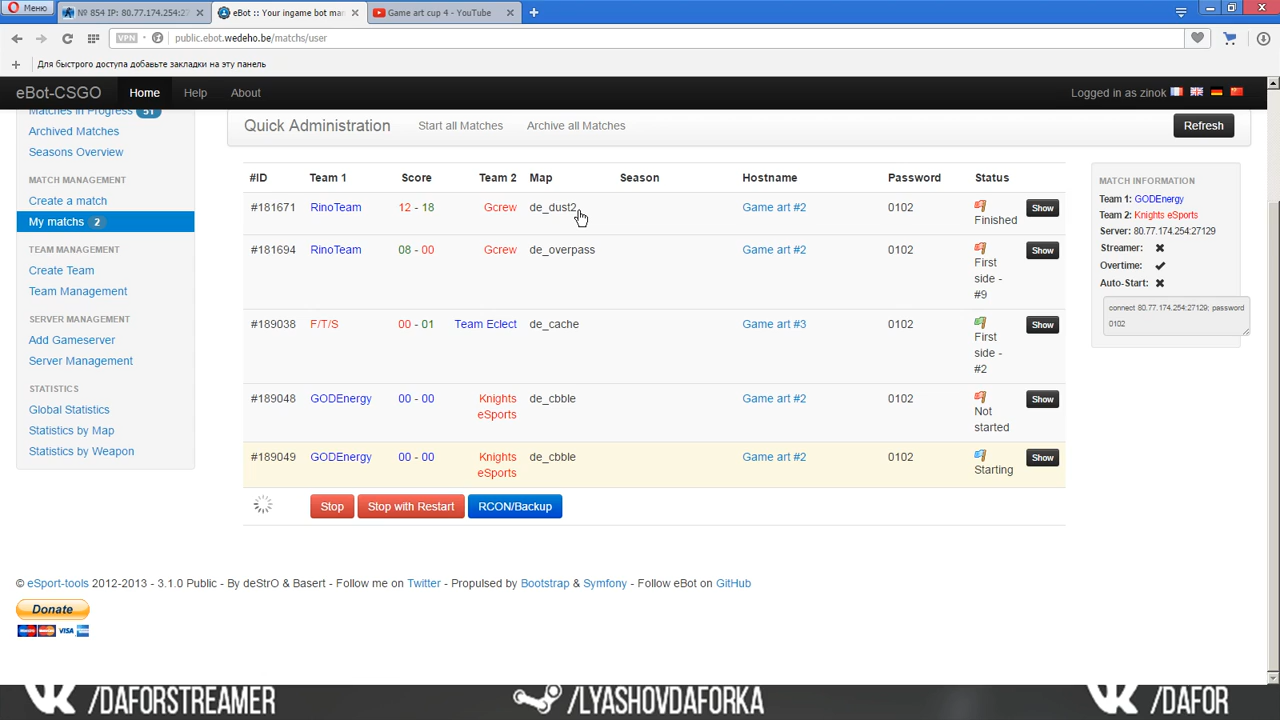 Меню
№ 854 IP: 80.77.174.254:27
eBot :: Your ingame bot ma
Game art cup 4 - YouTube
VPN
public.ebot.wedeho.be/matchs/user
Для быстрого доступа добавьте закладки на эту панель
eBot-CSGO Home Help About Logged in as zinok
Matches in Progress 51
Archived Matches
Seasons Overview
MATCH MANAGEMENT
Create a match
My matchs 2
TEAM MANAGEMENT
Create Team
Team Management
SERVER MANAGEMENT
Add Gameserver
Server Management
STATISTICS
Global Statistics
Statistics by Map
Statistics by Weapon
Quick Administration Start all Matches Archive all Matches Refresh
#ID Team 1 Score Team 2 Map Season Hostname Password Status
#181671 RinoTeam 12 - 18 Gcrew de_dust2 Game art #2 0102 Finished Show
#181694 RinoTeam 08 - 00 Gcrew de_overpass Game art #2 0102 First Show
side -
#9
#189038 F/T/S 00 - 01 Team Eclect de_cache Game art #3 0102 First Show
side -
#2
#189048 GODEnergy 00 - 00 Knights de_cbble Game art #2 0102 Not Show
eSports started
#189049 GODEnergy 00 - 00 Knights de_cbble Game art #2 0102 Starting Show
eSports
Stop Stop with Restart RCON/Backup
MATCH INFORMATION
Team 1: GODEnergy
Team 2: Knights eSports
Server: 80.77.174.254:27129
Streamer:
Overtime:
Auto-Start:
connect 80.77.174.254:27129; password
0102
© eSport-tools 2012-2013 - 3.1.0 Public - By deStrO & Basert - Follow me on Twitter - Propulsed by Bootstrap & Symfony - Follow eBot on GitHub
Donate
VISA
/DAFORSTREAMER /LYASHOVDAFORKA /DAFOR